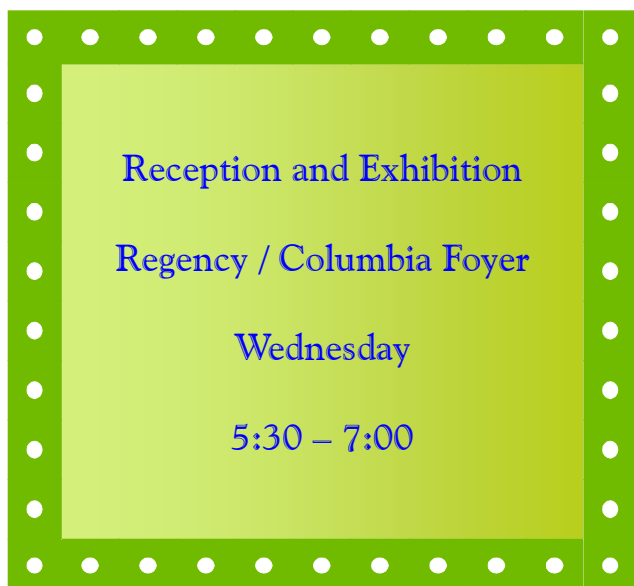 Reception and Exhibition
Regency / Columbia Foyer
Wednesday
5:30 – 7:00